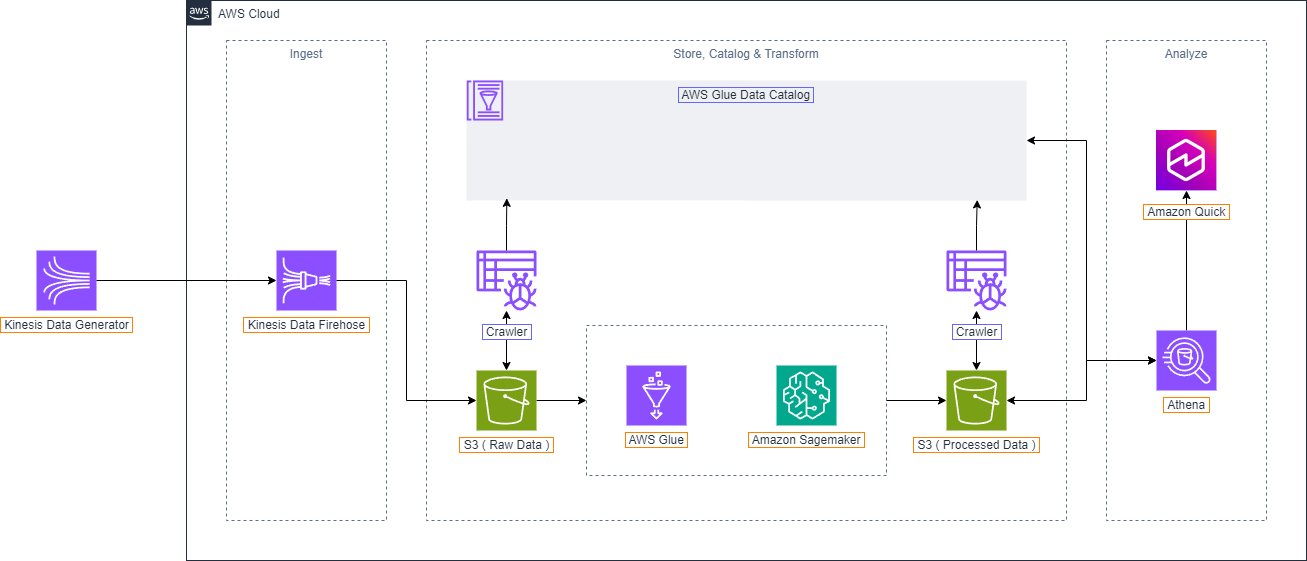 aws
AWS Cloud
Ingest
Store, Catalog & Transform
Analyze
AWS Glue Data Catalog
Amazon Quick
Kinesis Data Generator
Kinesis Data Firehose
Crawler
Crawler
AWS Glue
Amazon Sagemaker
S3 ( Raw Data )
S3 ( Processed Data )
Athena